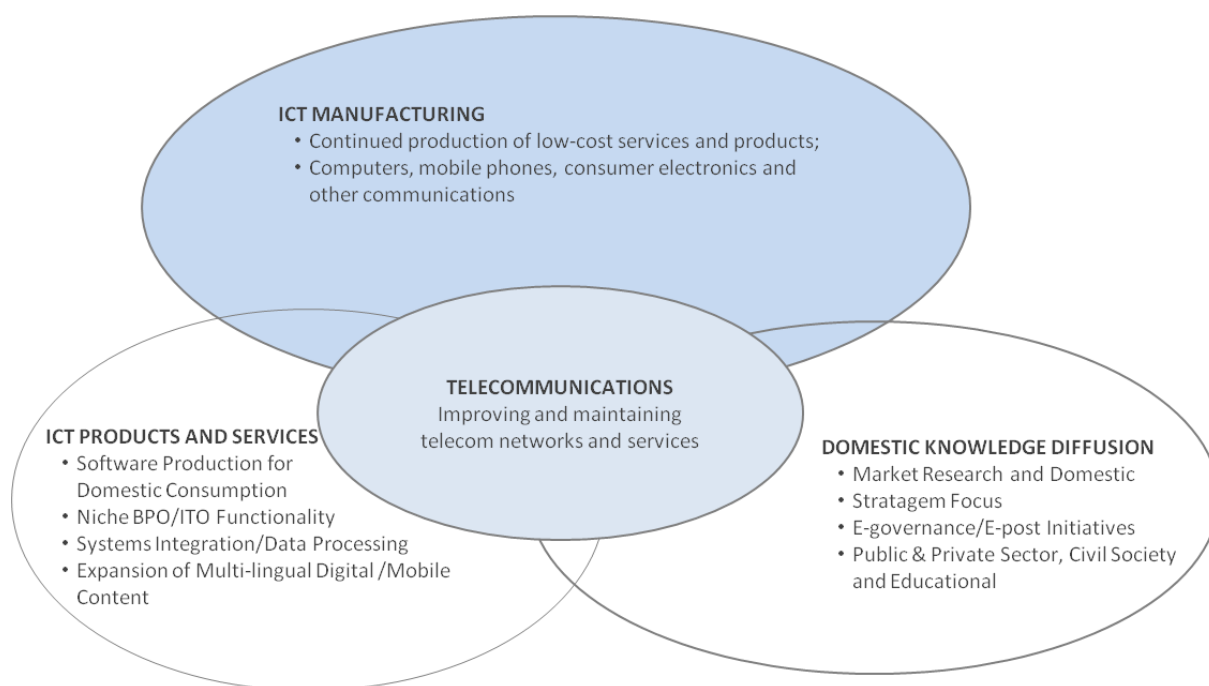 ICT MANUFACTURING
• Continued production of low-cost services and products;
• Computers, mobile phones, consumer electronics and
other communications
TELECOMMUNICATIONS
Improving and maintaining
telecom networks and services
ICT PRODUCTS AND SERVICES
• Software Production for
Domestic Consumption
• Niche BPO/ITO Functionality
• Systems Integration/Data Processing
• Expansion of Multi-lingual Digital /Mobile
Content
DOMESTIC KNOWLEDGE DIFFUSION
• Market Research and Domestic
• Stratagem Focus
• E-governance/E-post Initiatives
• Public & Private Sector, Civil Society
and Educational